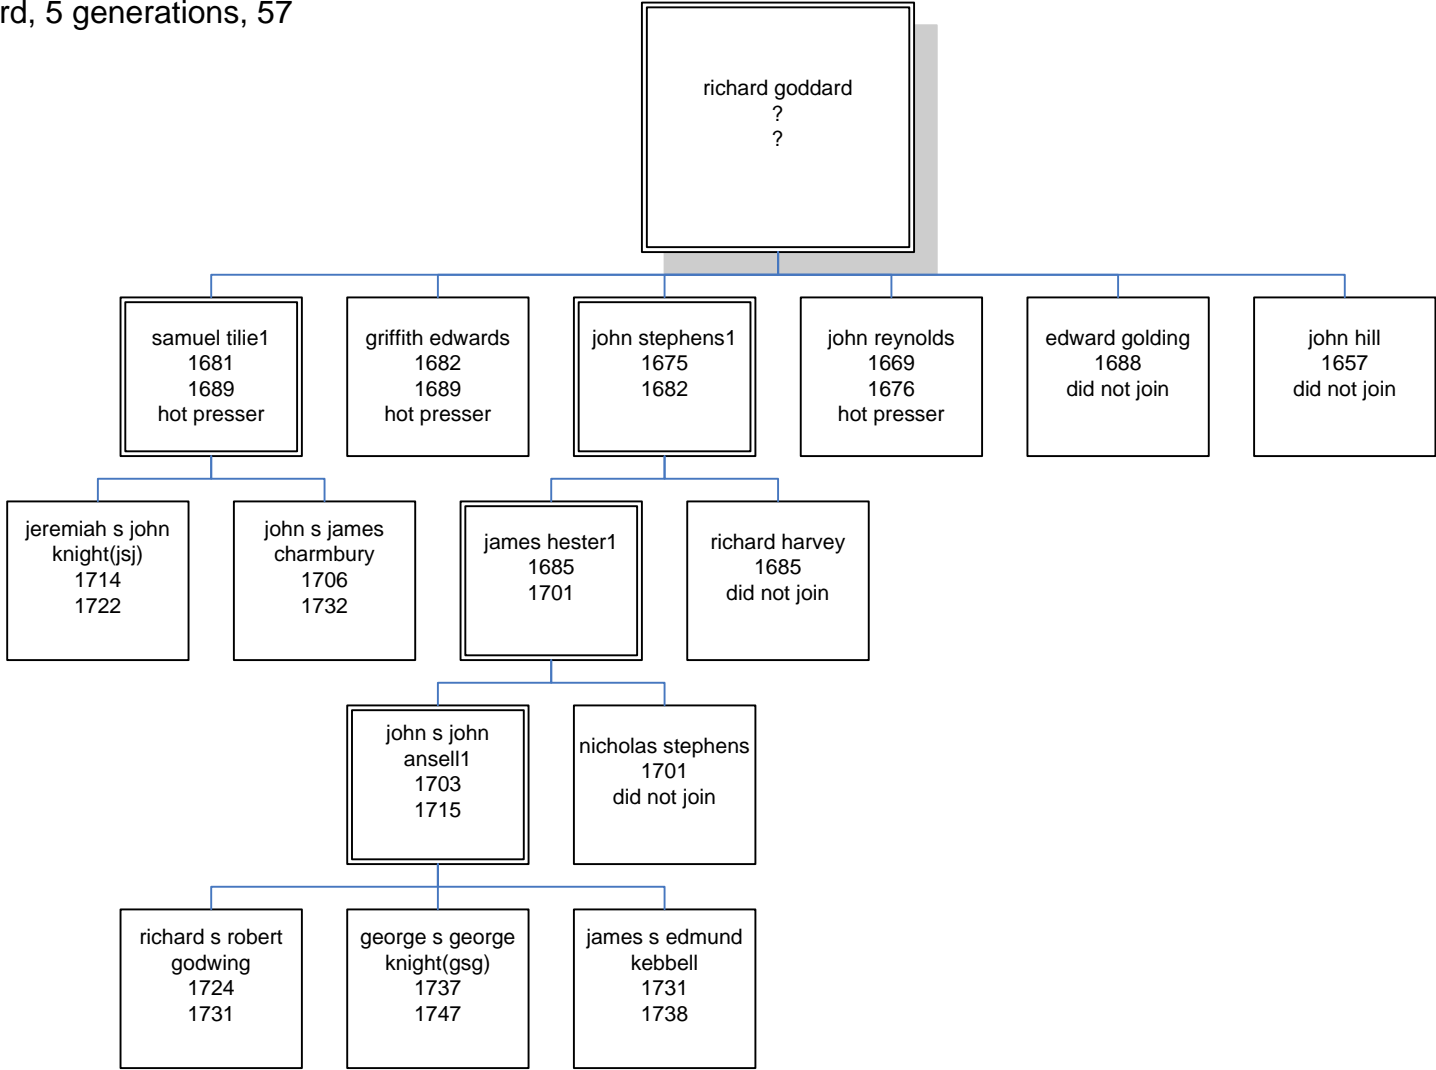 rd, 5 generations, 57
richard goddard
?
?
samuel tilie1
1681
1689
hot presser
griffith edwards
1682
1689
hot presser
john stephens1
1675
1682
john reynolds
1669
1676
hot presser
edward golding
1688
did not join
john hill
1657
did not join
jeremiah s john
knight(jsj)
1714
1722
john s james
charmbury
1706
1732
james hester1
1685
1701
richard harvey
1685
did not join
john s john
ansell1
1703
1715
nicholas stephens
1701
did not join
richard s robert
godwing
1724
1731
george s george
knight(gsg)
1737
1747
james s edmund
kebbell
1731
1738